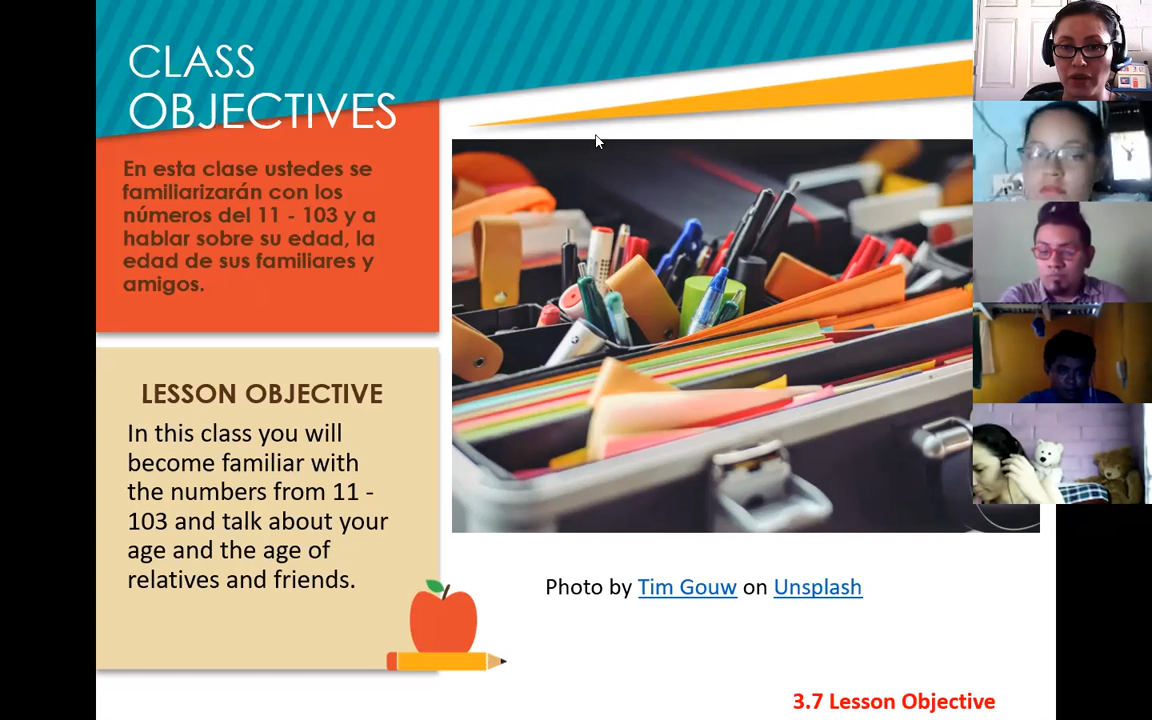 CLASS
OBJECTIVES
En esta clase ustedes se
familiarizarán con los
números del 11 - 103 y a
hablar sobre su edad, la
edad de sus familiares y
amigos.
LESSON OBJECTIVE
In this class you will
become familiar with
the numbers from 11 -
103 and talk about your
age and the age of
relatives and friends.
Photo by Tim Gouw on Unsplash
3.7 Lesson Objective